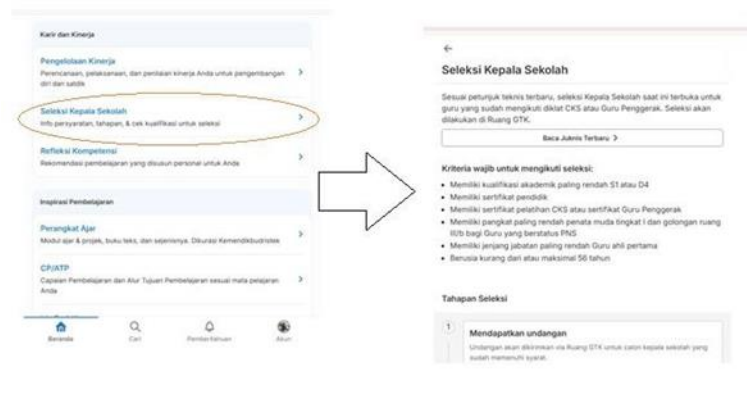 Karir dan Kinerja
Pengelolaan Kinerja
Perencanaan, pelaksanaan, dan penilaian kinerja Anda untuk pengembangan
diri dan satdik
Seleksi Kepala Sekolah
Info persyaratan, tahapan, & cek kualifikasi untuk seleksi
Refleksi Kompetensi
Rekomendasi pembelajaran yang disusun personal untuk Anda
Inspirasi Pembelajaran
Perangkat Ajar
Modul ajar & projek, buku teks, dan sejenisnya. Dikurasi Kemendikbudristek
CP/ATP
Capaian Pembelajaran dan Alur Tujuan Pembelajaran sesuai mata pelajaran
Anda
Beranda
Cari
Pemberitahuan
Akun
Seleksi Kepala Sekolah
Sesuai petunjuk teknis terbaru, seleksi Kepala Sekolah saat ini terbuka untuk
guru yang sudah mengikuti diklat CKS atau Guru Penggerak. Seleksi akan
dilakukan di Ruang GTK.
Baca Juknis Terbaru
Kriteria wajib untuk mengikuti seleksi:
Memiliki kualifikasi akademik paling rendah S1 atau D4
Memiliki sertifikat pendidik
Memiliki sertifikat pelatihan CKS atau sertifikat Guru Penggerak
Memiliki pangkat paling rendah penata muda tingkat I dan golongan ruang
III/b bagi Guru yang berstatus PNS
Memiliki jenjang jabatan paling rendah Guru ahli pertama
Berusia kurang dari atau maksimal 56 tahun
Tahapan Seleksi
1
Mendapatkan undangan
Undangan akan dikirimkan via Ruang GTK untuk calon kepala sekolah yang
sudah memenuhi syarat.